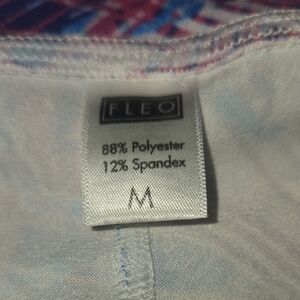 FLEO
88% Polyester
12% Spandex
M